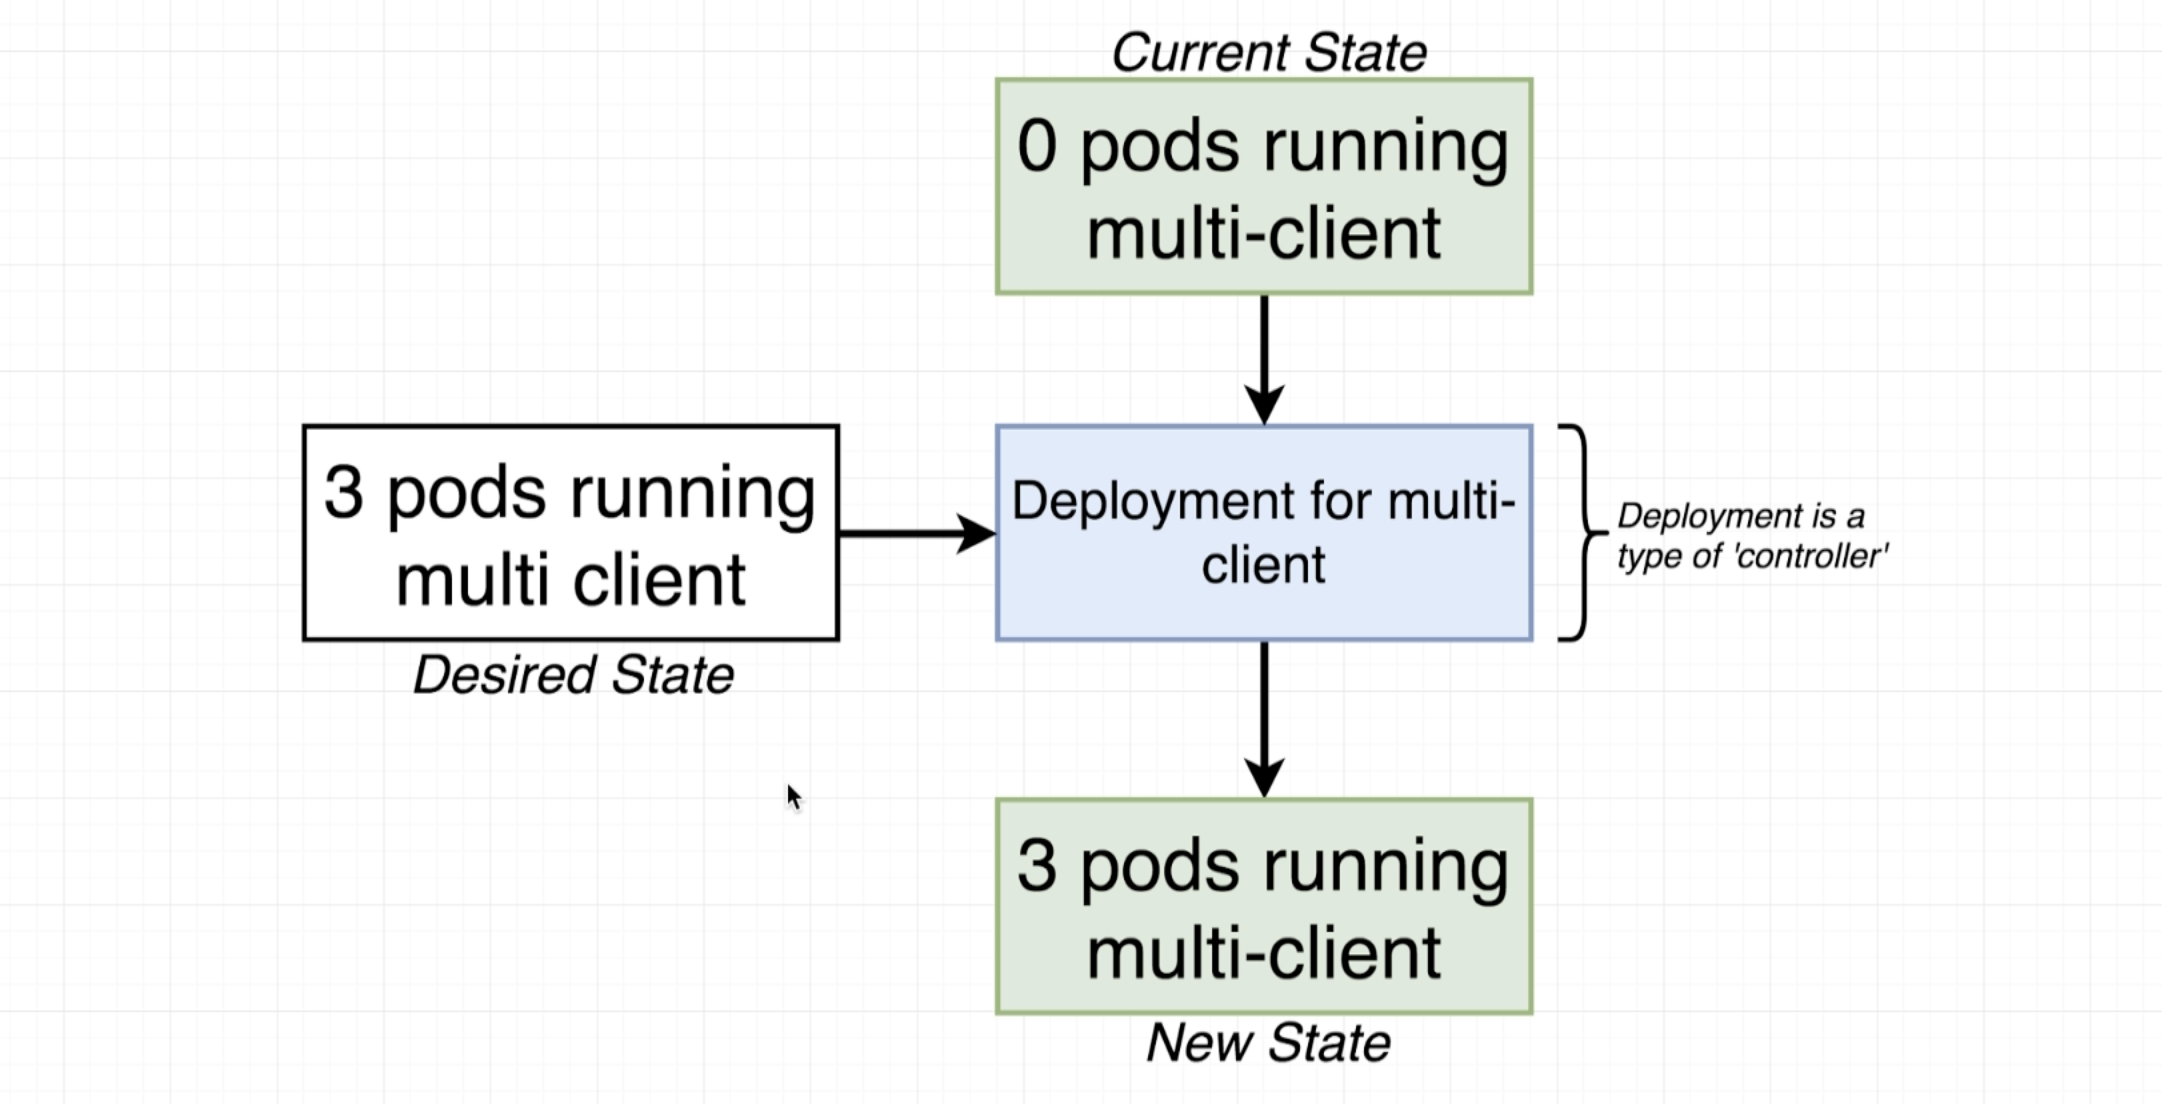 Current State
0 pods running
multi-client
3 pods running
multi client
Desired State
Deployment for multi-
client
Deployment is a
type of 'controller'
3 pods running
multi-client
New State